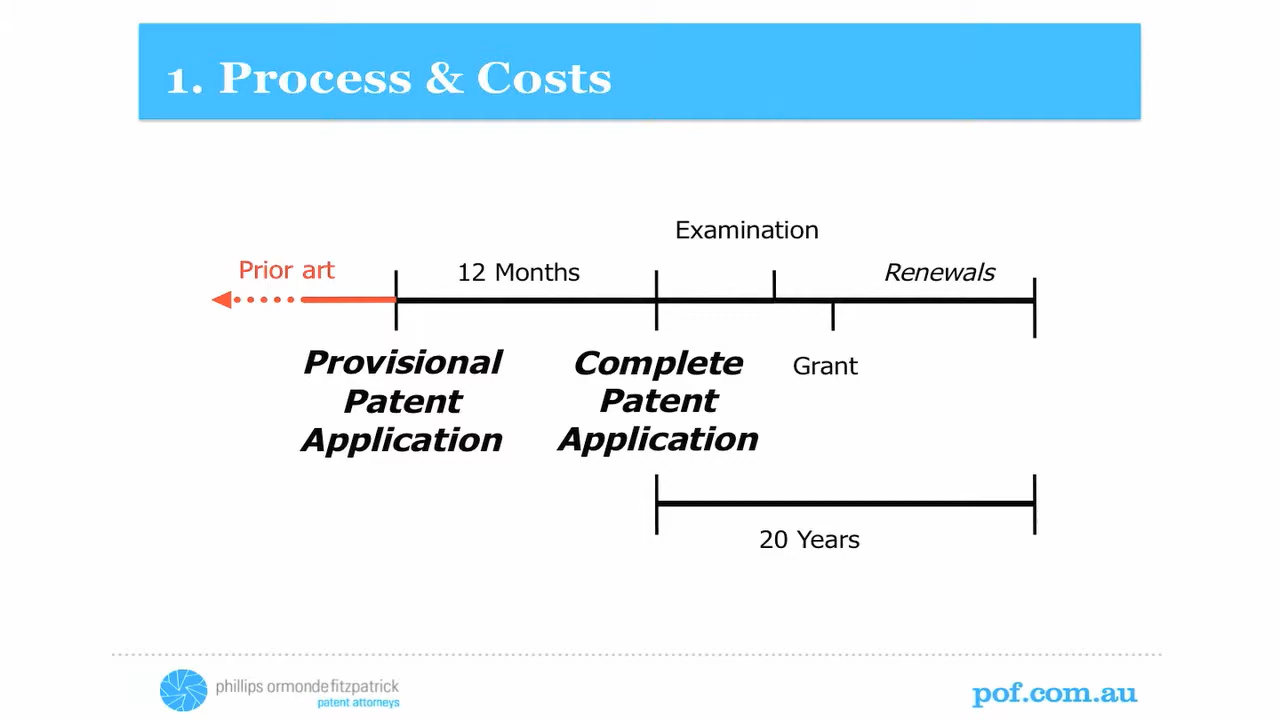 1. Process & Costs
Examination
Prior art
12 Months
Renewals
Provisional
Patent
Application
Complete
Patent
Application
Grant
20 Years
phillips ormonde fitzpatrick
patent attorneys
pof.com.au